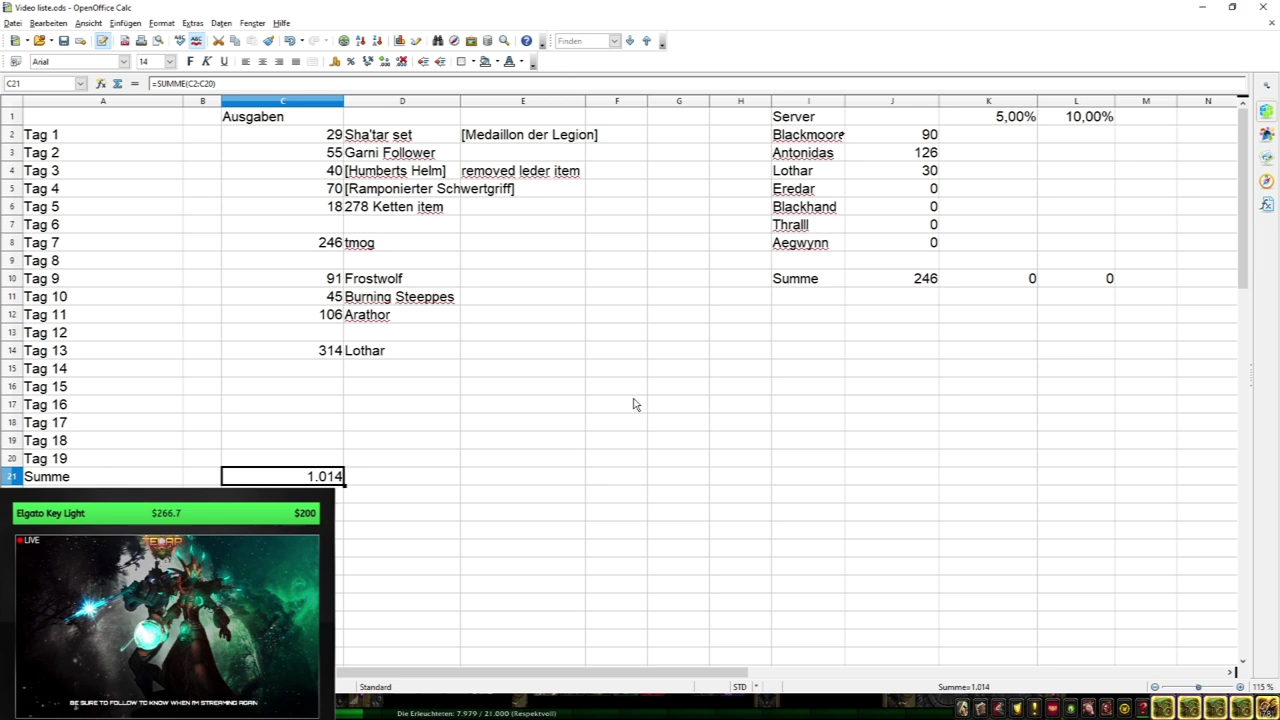 Video liste.ods - OpenOffice Calc
Datei Bearbeiten Ansicht Einfügen Format Extras Daten Fenster Hilfe
Finden
Arial 14
C21 =SUMME(C2:C20)
A B C D E F G H I J K L M N
1 Ausgaben Server 5,00% 10,00%
2 Tag 1 29 Sha'tar set [Medaillon der Legion] Blackmoore 90
3 Tag 2 55 Garni Follower Antonidas 126
4 Tag 3 40 [Humberts Helm] removed leder item Lothar 30
5 Tag 4 70 [Ramponierter Schwertgriff] Eredar 0
6 Tag 5 18 278 Ketten item Blackhand 0
7 Tag 6 Thralll 0
8 Tag 7 246 tmog Aegwynn 0
9 Tag 8
10 Tag 9 91 Frostwolf Summe 246 0 0
11 Tag 10 45 Burning Steeppes
12 Tag 11 106 Arathor
13 Tag 12
14 Tag 13 314 Lothar
15 Tag 14
16 Tag 15
17 Tag 16
18 Tag 17
19 Tag 18
20 Tag 19
21 Summe 1.014
Elgato Key Light $266.7 $200
LIVE
BE SURE TO FOLLOW TO KNOW WHEN I'M STREAMING AGAIN
Standard STD * Summe=1.014 115 %
Die Erleuchteten: 7.979 / 21.000 (Respektvoll)